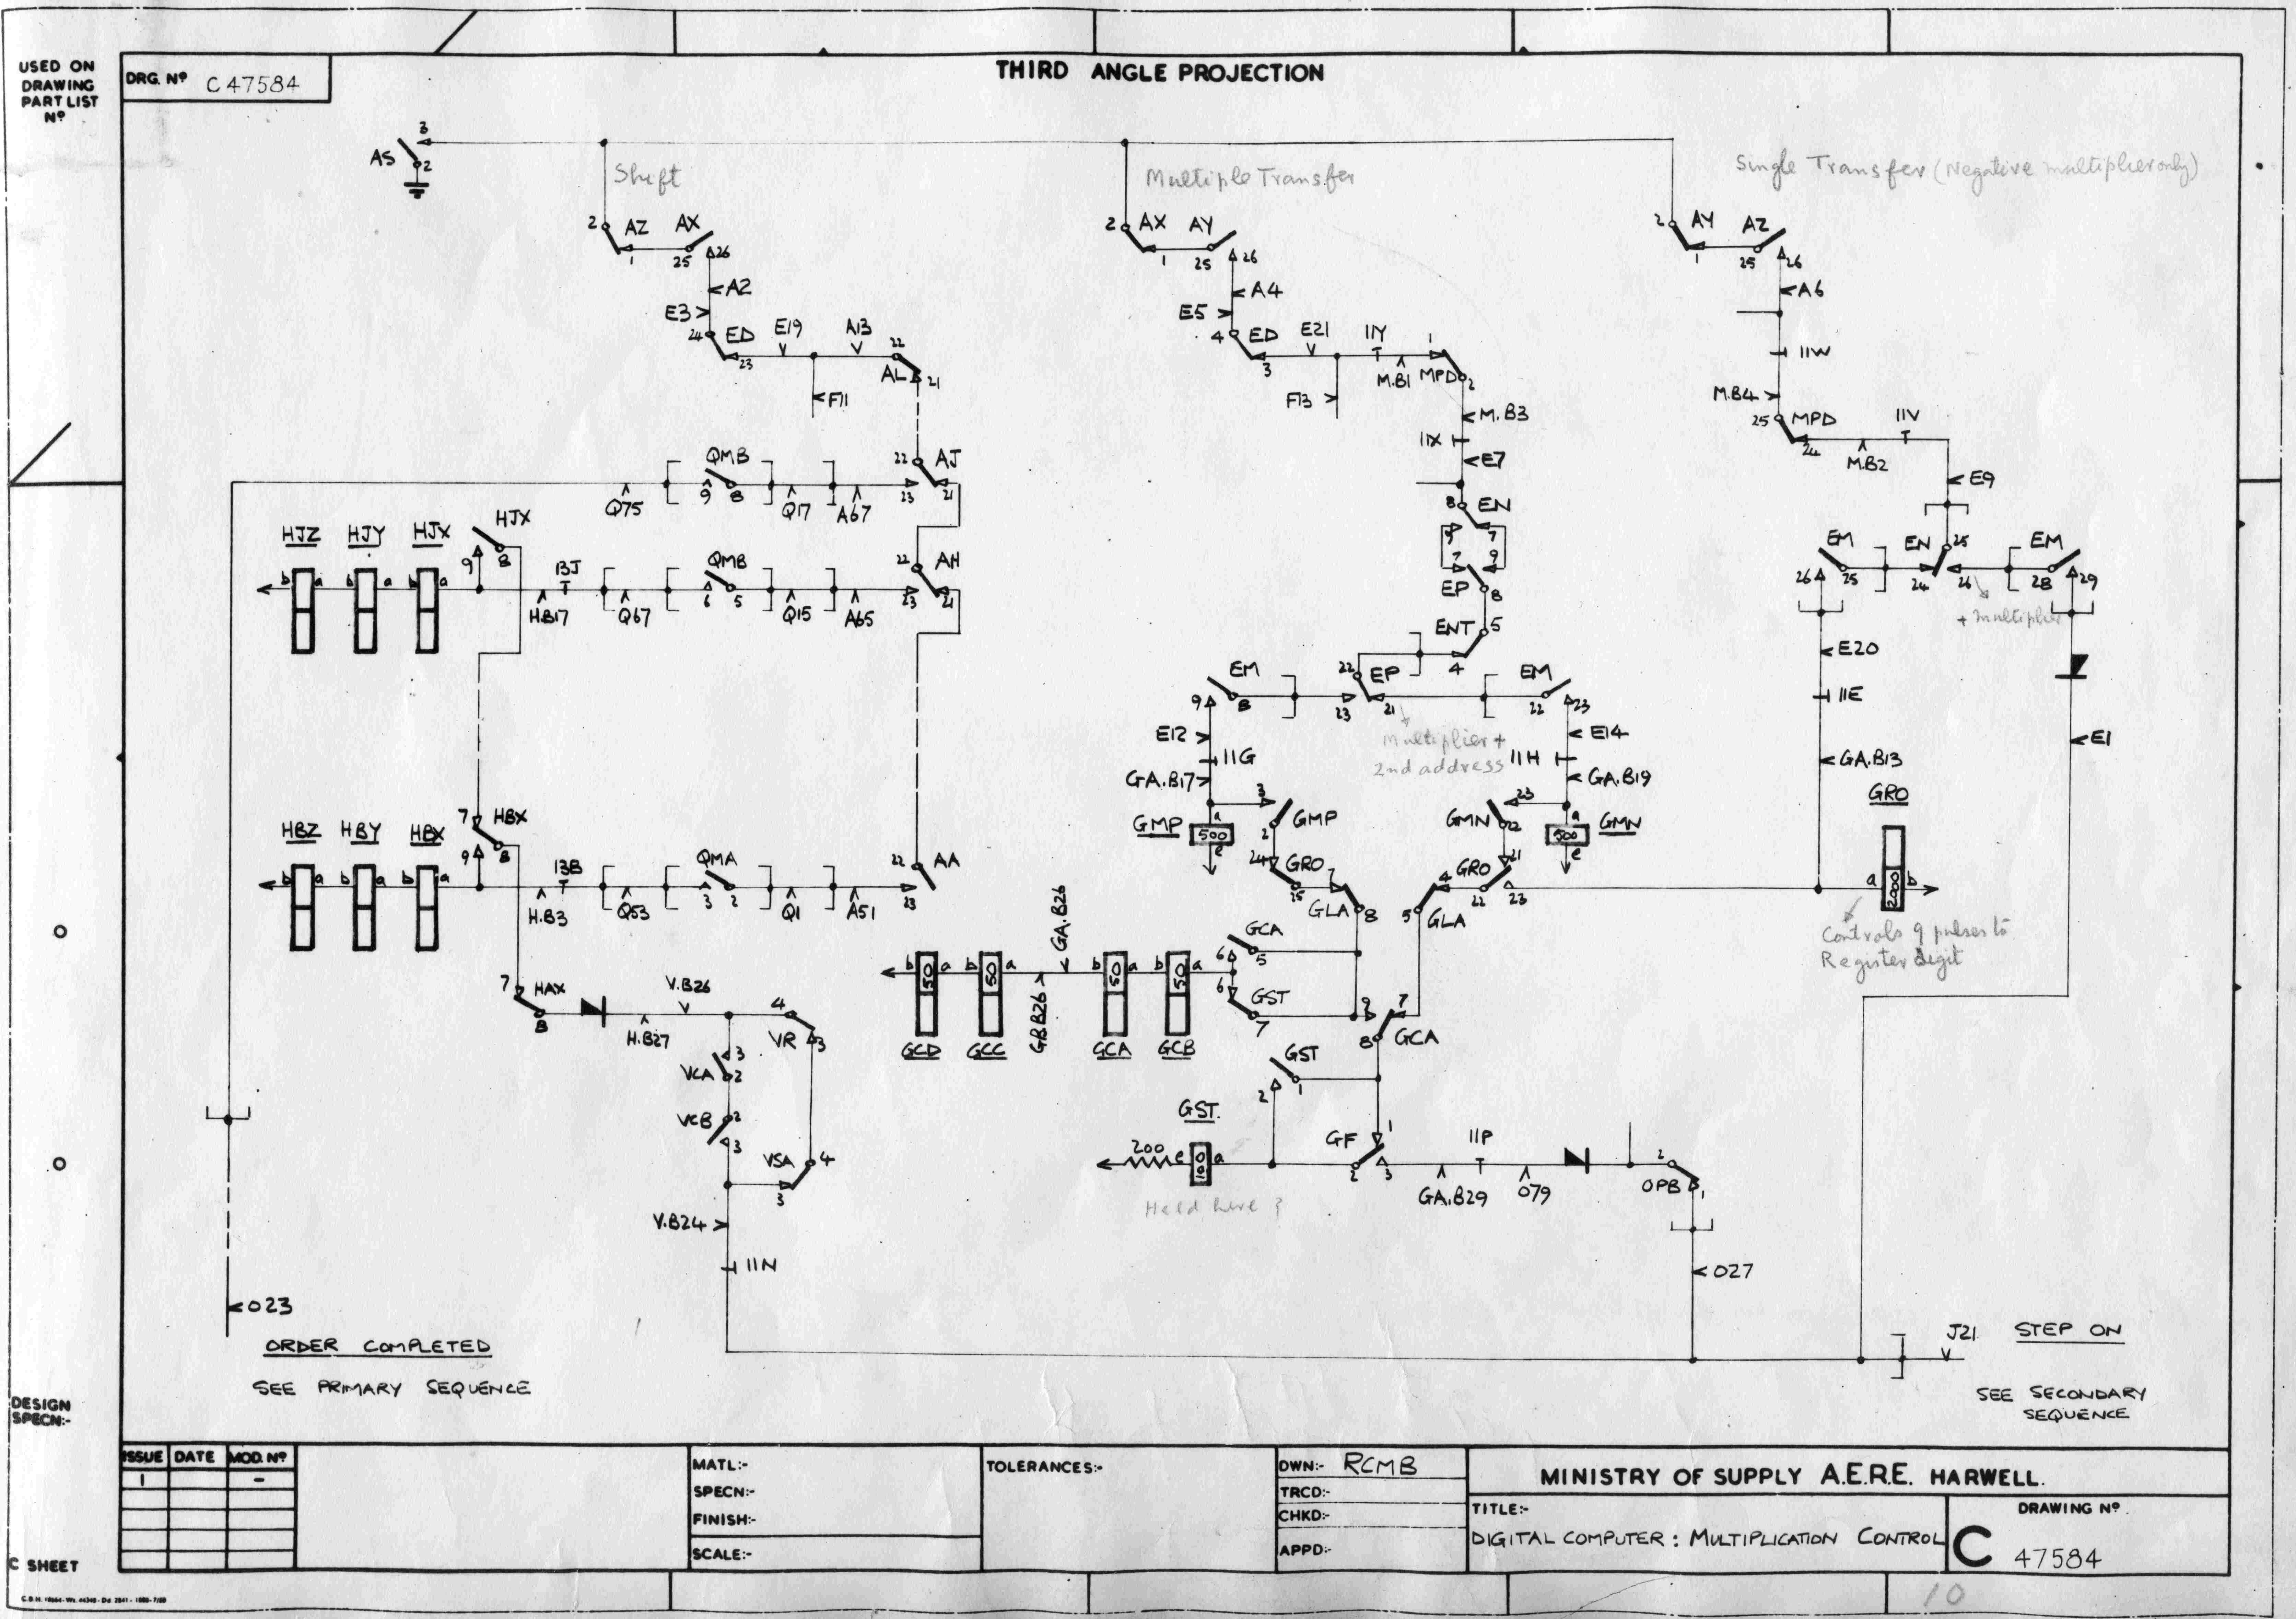 USED ON
DRAWING
PART LIST
Nº
DRG. Nº C 47584
THIRD ANGLE PROJECTION
AS 3
2
Shift
Multiple Transfer
Single Transfer (Negative multiplier only)
2 AZ AX
1 25 26
A2
E3
24 ED E19 A13 22
23 AL 21
F11
2 AX AY
1 25 26
A4
E5
4 ED E21 11Y 1
3 M.B1 MPD 2
F13
M.B3
11X
E7
8 EN
9 7
7 9
EP 8
ENT 5
4
2 AY AZ
1 25 26
A6
11W
M.B4
25 MPD 11V
24 M.B2
E9
EM EN 25 EM
26 25 24 26 28 29
+ multiplier
E20
11E
GA.B13
E1
QMB 22 AJ
Q75 9 8 Q17 A67 23 21
HJZ HJY HJX HJX
9 8
13J QMB 22 AH
b a b a b a
H.B17 Q67 6 5 Q15 A65 23 21
EM 22 EP EM
9 8 23 21 22 23
Multiplier +
2nd address
E12 E14
11G 11H
GA.B17 GA.B19
3 23
GMP a 500 e 2 GMP
GMN 22 a 500 e GMN
24 GRO 25 7 GLA 8
21 GRO 22 23 4 5 GLA
GRO
a 2000 b
Controls 9 pulses to
Register digit
7 HBX
HBZ HBY HBX
9 8
13B QMA 22 AA
b a b a b a
H.B3 Q53 3 2 Q1 A51 23
GA.B26
GCA
6 5
b 50 b 50 a b 50 a b 50 a
6 GST
7
GCD GCC GB B26 GCA GCB
9 7
8 GCA
7 HAX
8 H.B27 V.B26 4
VR 3
3
VCA 2
VCB 2
3
VSA 4
3
V.B24
11N
GST
2 1
GST.
200 e 100 a
GF 1
2 3
11P
GA.B29 O79
2
OPB 1
Held here ?
O27
O23
ORDER COMPLETED
SEE PRIMARY SEQUENCE
J21 STEP ON
SEE SECONDARY
SEQUENCE
DESIGN
SPECN:-
ISSUE DATE MOD. Nº
1 -
MATL:-
SPECN:-
FINISH:-
SCALE:-
TOLERANCES:-
DWN:- RCMB
TRCD:-
CHKD:-
APPD:-
MINISTRY OF SUPPLY A.E.R.E. HARWELL.
TITLE:-
DIGITAL COMPUTER : MULTIPLICATION CONTROL
DRAWING Nº.
C 47584
C SHEET
10